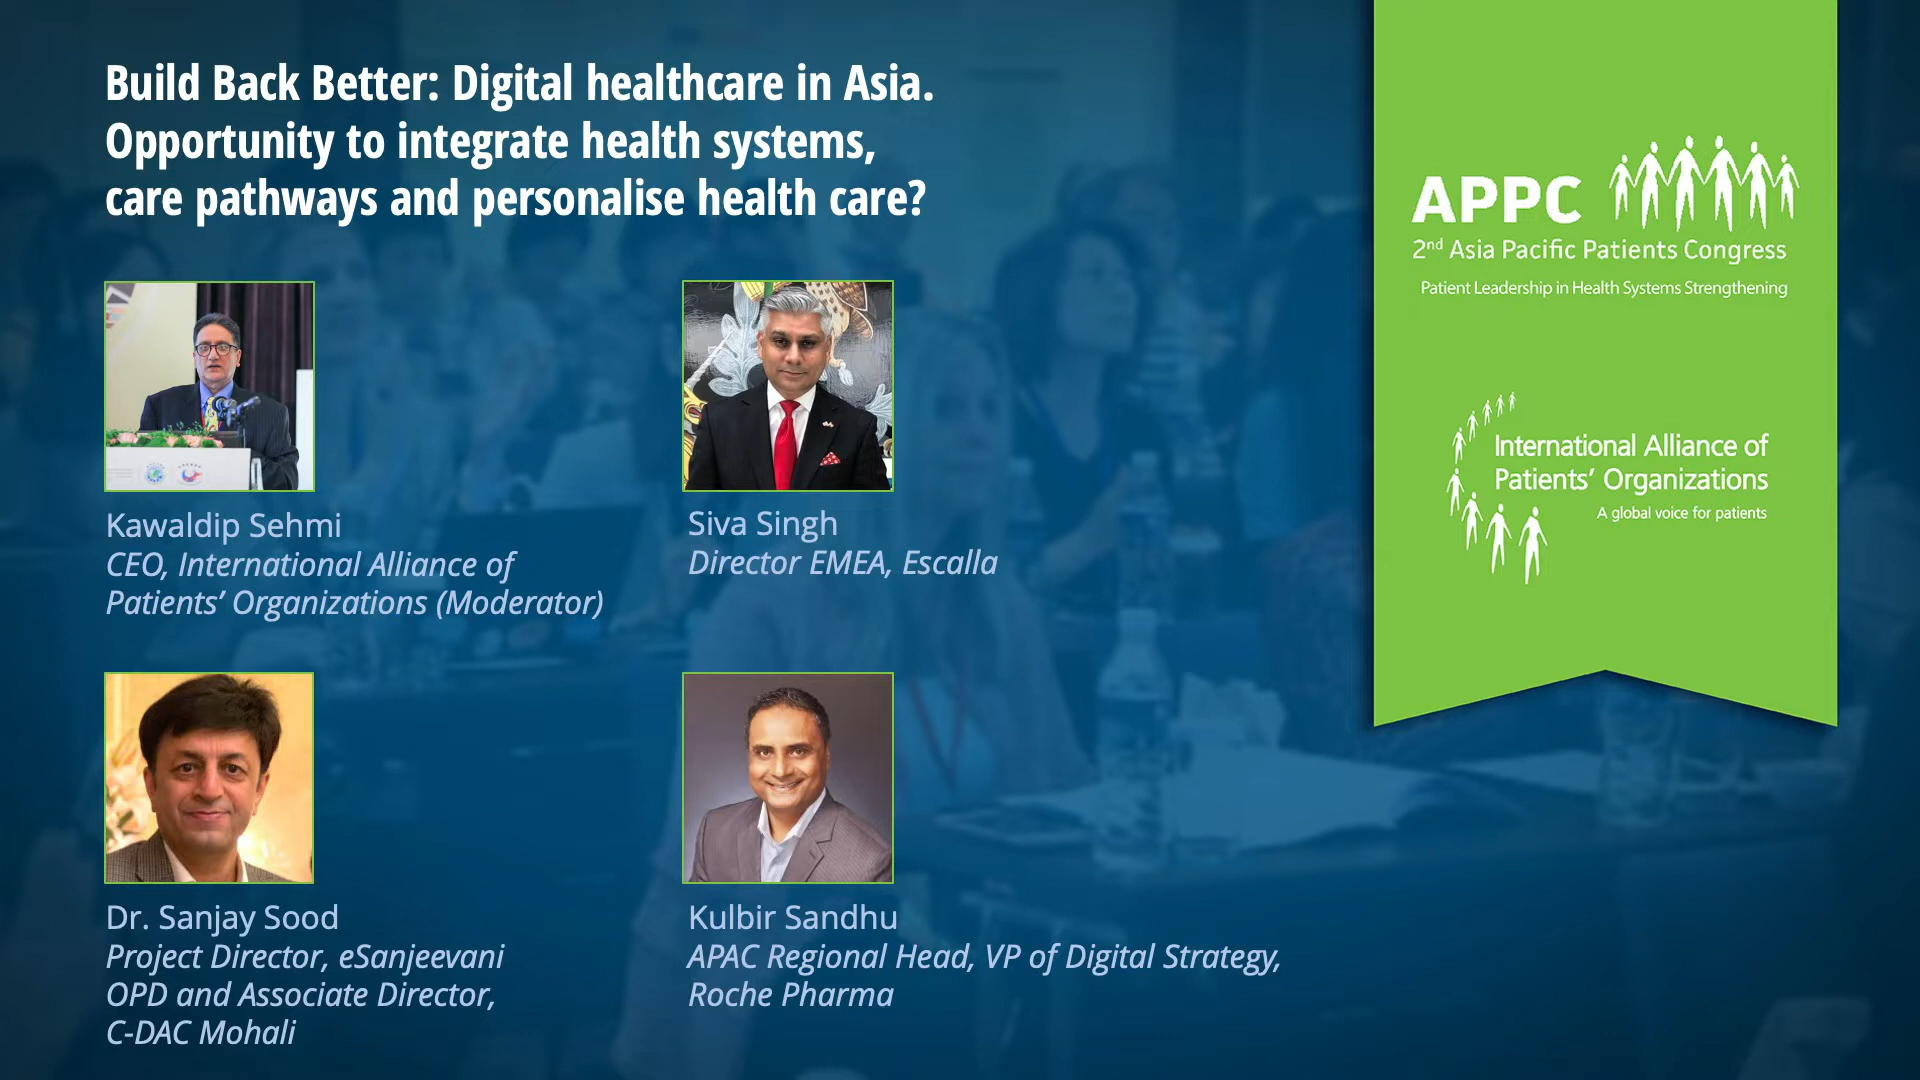 Build Back Better: Digital healthcare in Asia.
Opportunity to integrate health systems,
care pathways and personalise health care?
Kawaldip Sehmi
CEO, International Alliance of
Patients’ Organizations (Moderator)
Siva Singh
Director EMEA, Escalla
Dr. Sanjay Sood
Project Director, eSanjeevani
OPD and Associate Director,
C-DAC Mohali
Kulbir Sandhu
APAC Regional Head, VP of Digital Strategy,
Roche Pharma
APPC
2nd Asia Pacific Patients Congress
Patient Leadership in Health Systems Strengthening
International Alliance of
Patients’ Organizations
A global voice for patients